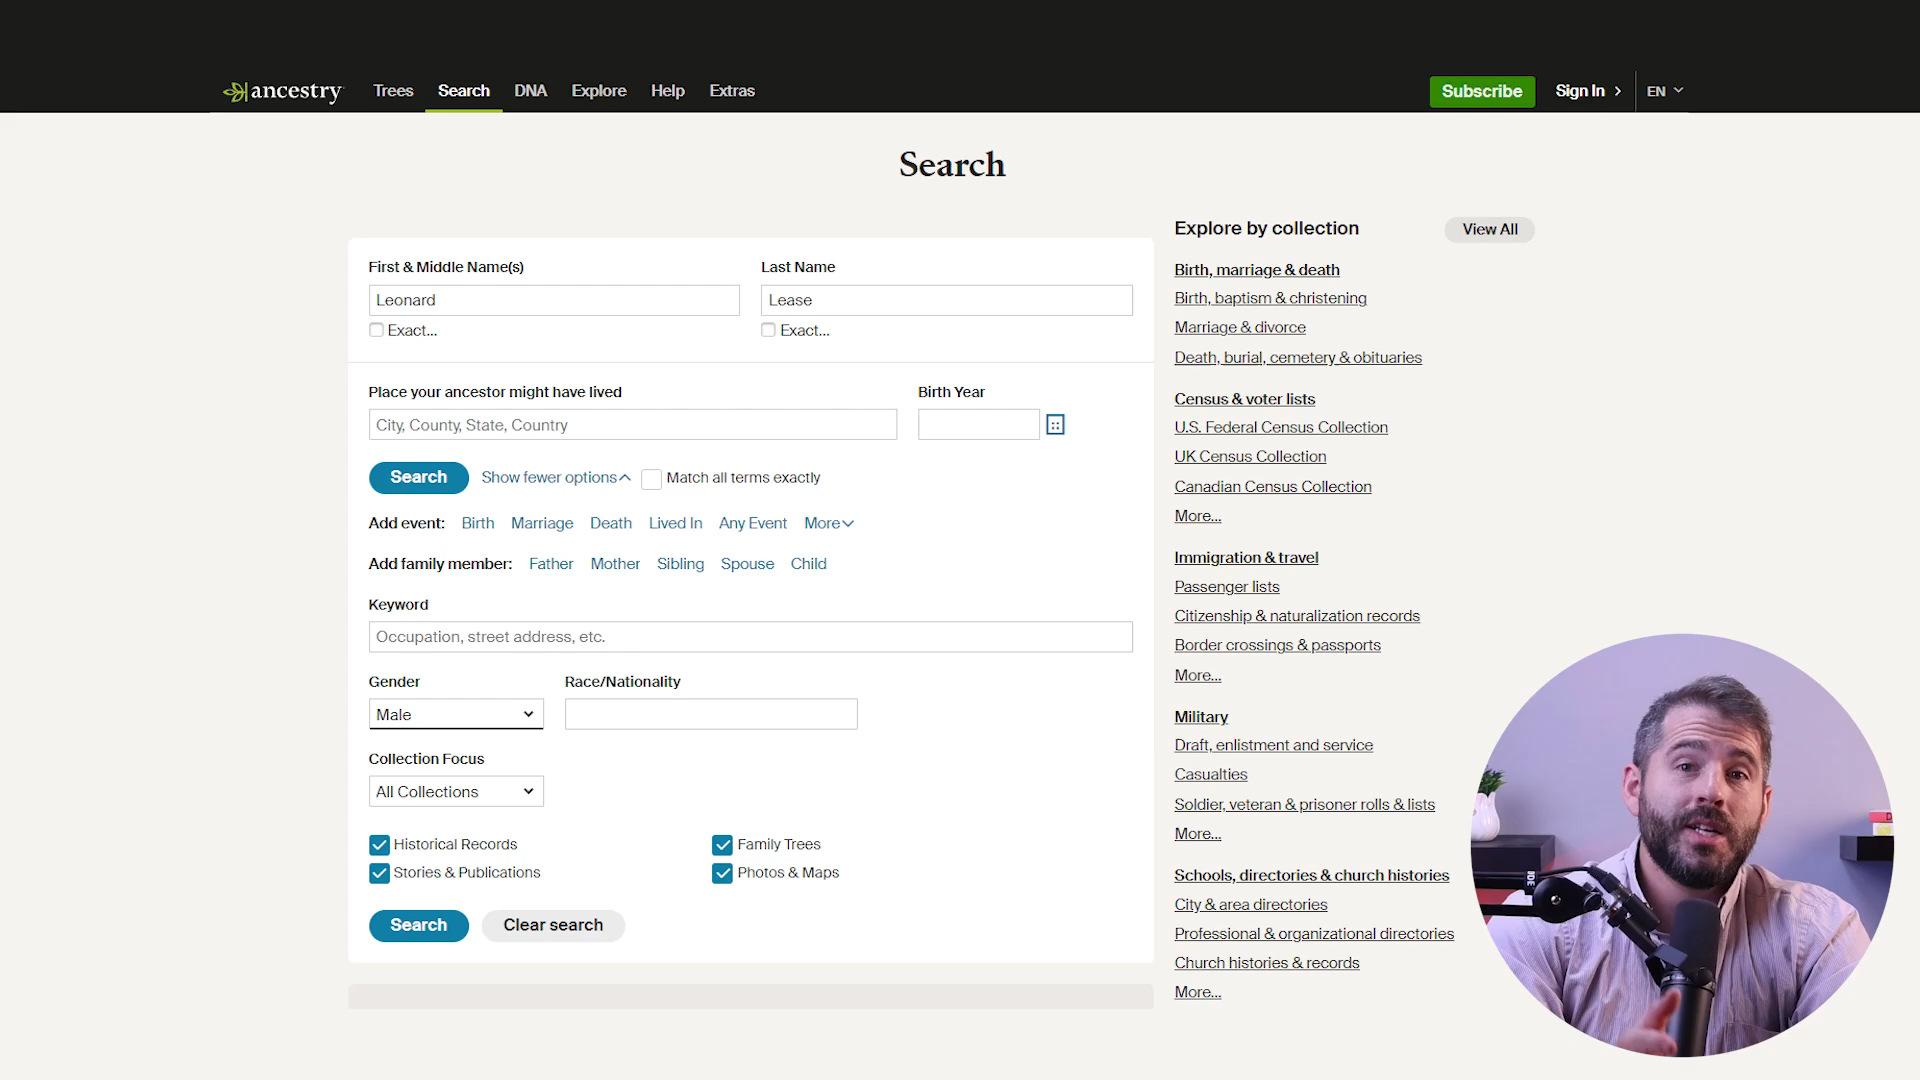 ancestry Trees Search DNA Explore Help Extras Subscribe Sign In EN
Search
First & Middle Name(s) Last Name
Leonard Lease
Exact... Exact...
Place your ancestor might have lived Birth Year
City, County, State, Country
Search Show fewer options Match all terms exactly
Add event: Birth Marriage Death Lived In Any Event More
Add family member: Father Mother Sibling Spouse Child
Keyword
Occupation, street address, etc.
Gender Race/Nationality
Male
Collection Focus
All Collections
Historical Records Family Trees
Stories & Publications Photos & Maps
Search Clear search
Explore by collection View All
Birth, marriage & death
Birth, baptism & christening
Marriage & divorce
Death, burial, cemetery & obituaries
Census & voter lists
U.S. Federal Census Collection
UK Census Collection
Canadian Census Collection
More...
Immigration & travel
Passenger lists
Citizenship & naturalization records
Border crossings & passports
More...
Military
Draft, enlistment and service
Casualties
Soldier, veteran & prisoner rolls & lists
More...
Schools, directories & church histories
City & area directories
Professional & organizational directories
Church histories & records
More...